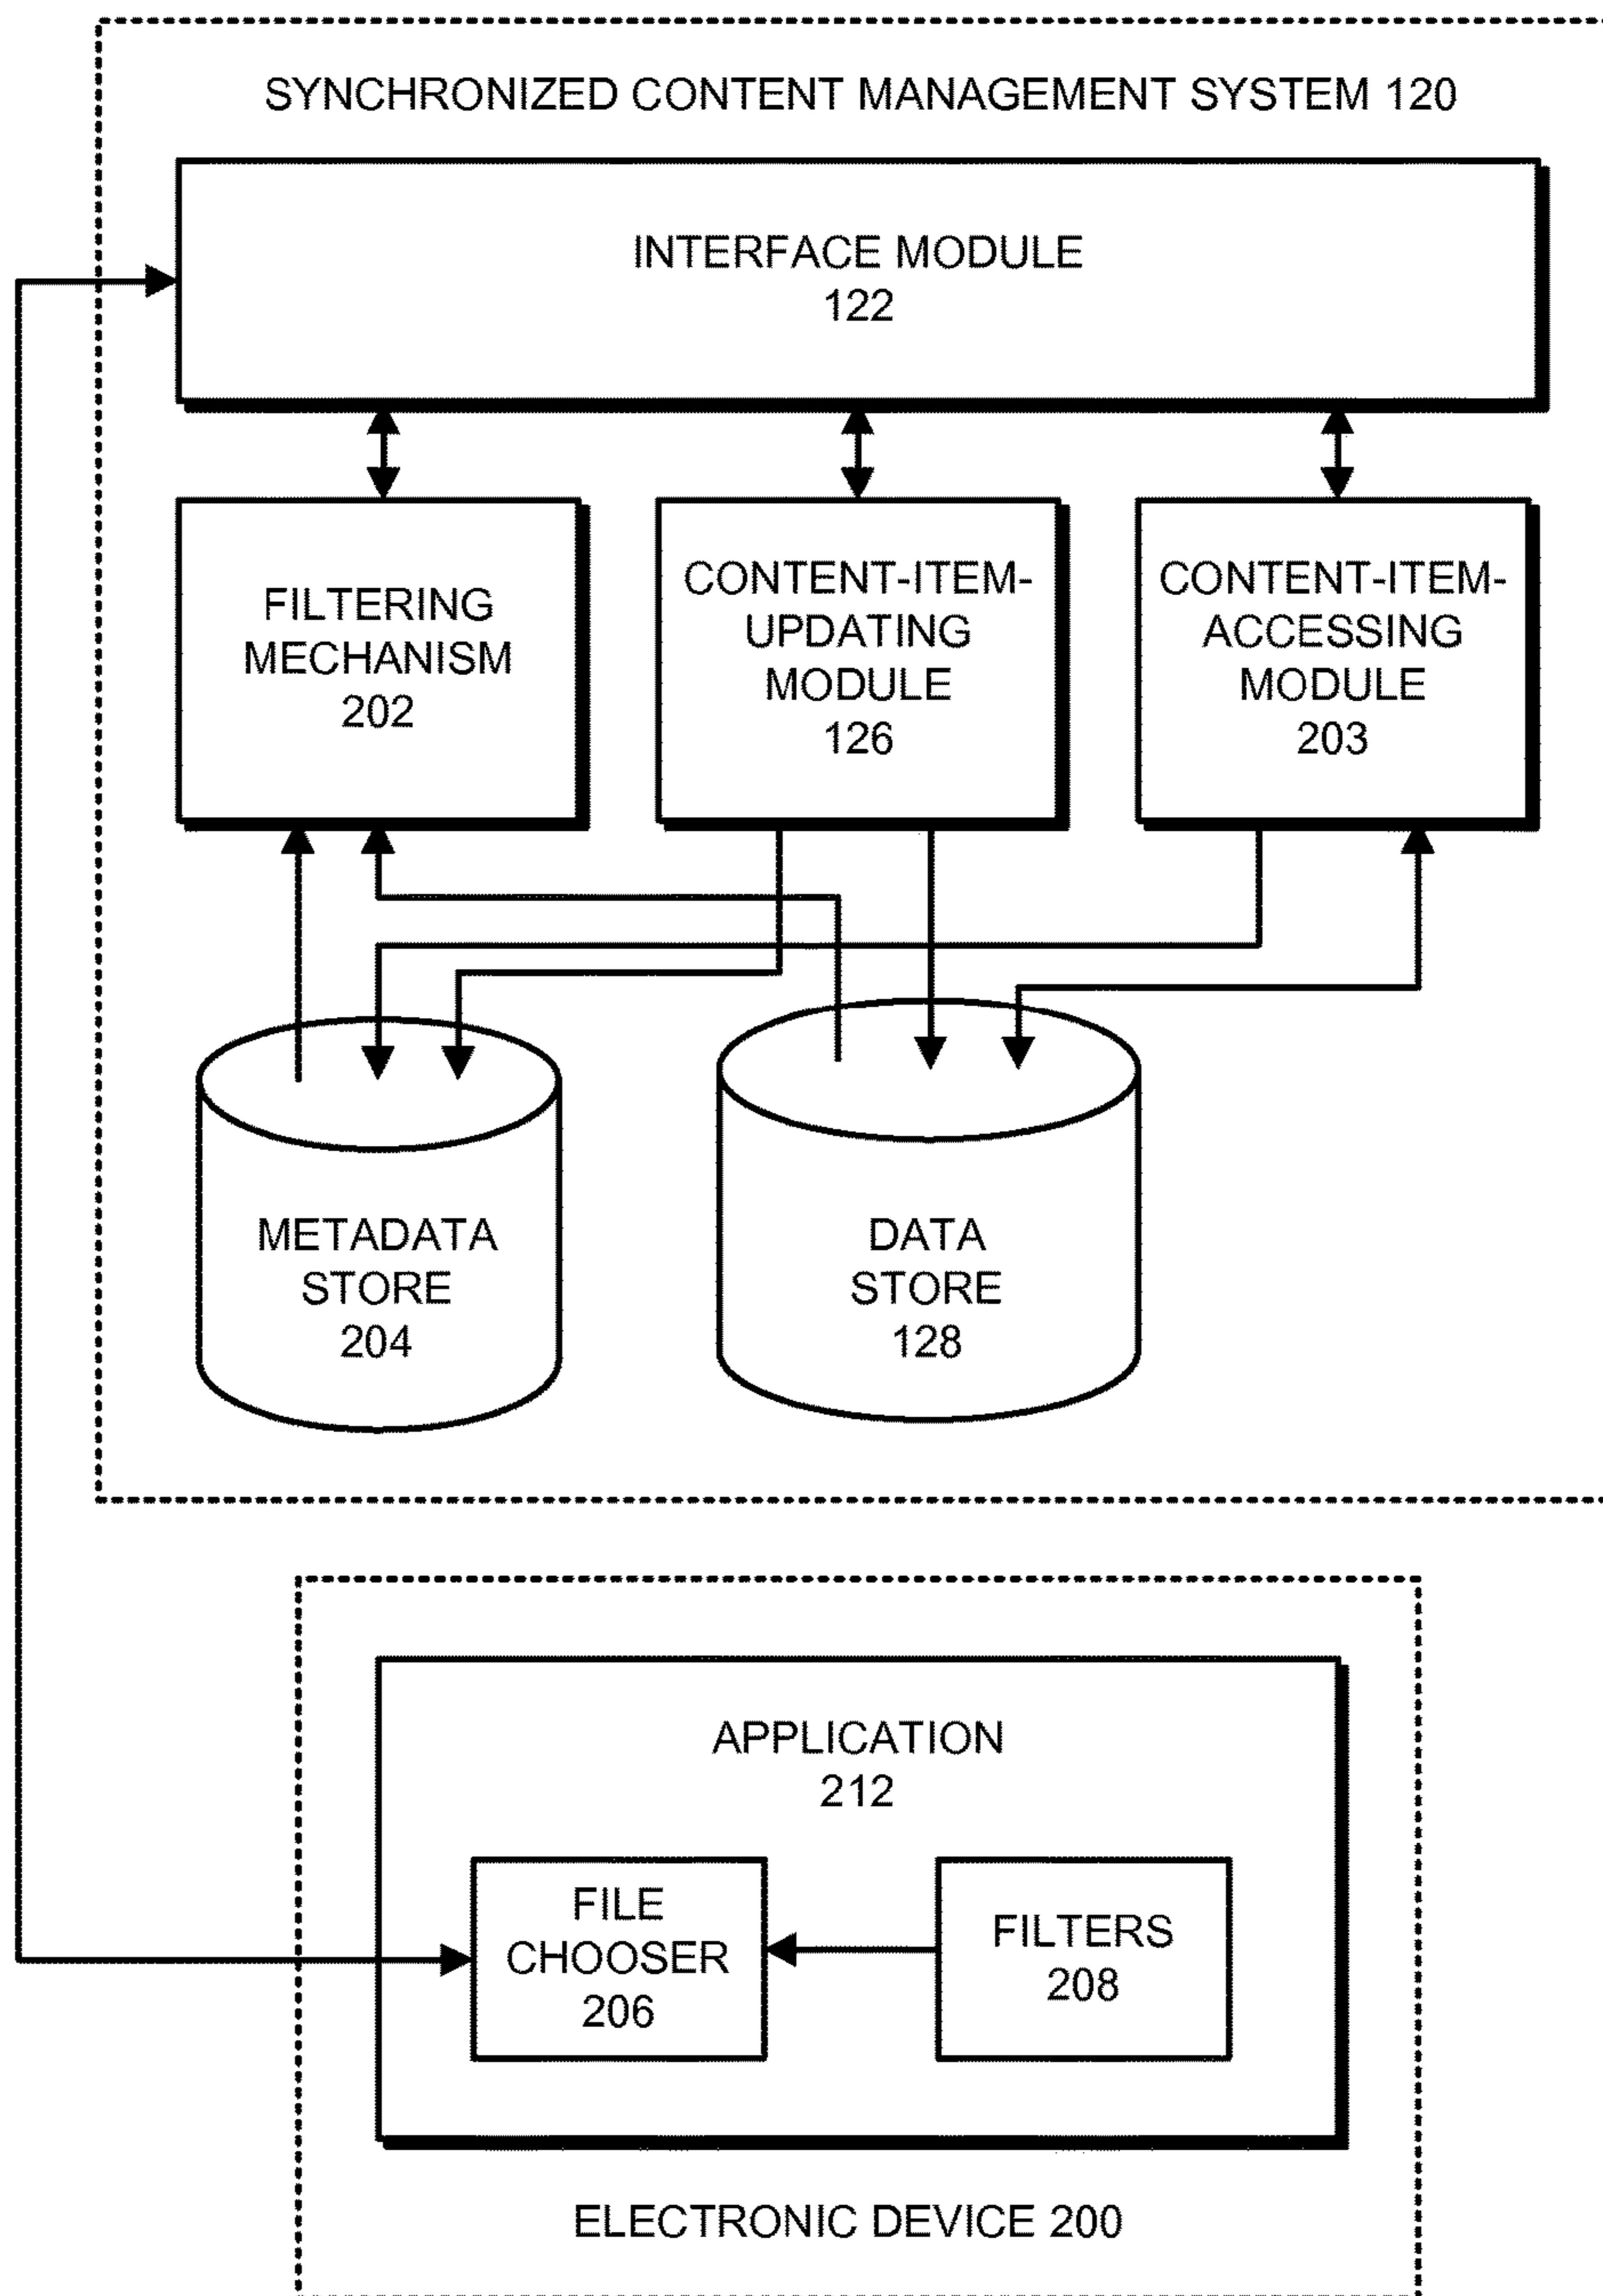 SYNCHRONIZED CONTENT MANAGEMENT SYSTEM 120
INTERFACE MODULE
122
FILTERING
MECHANISM
202
CONTENT-ITEM-
UPDATING
MODULE
126
CONTENT-ITEM-
ACCESSING
MODULE
203
METADATA
STORE
204
DATA
STORE
128
APPLICATION
212
FILE
CHOOSER
206
FILTERS
208
ELECTRONIC DEVICE 200